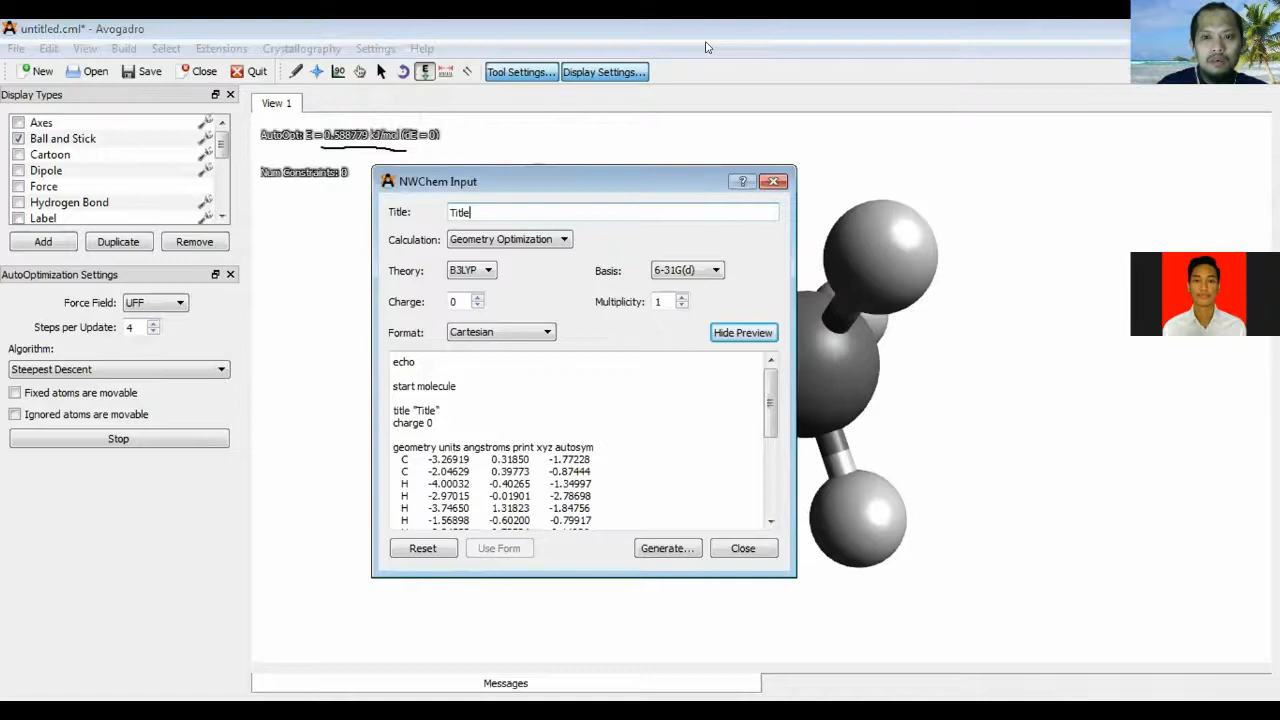 untitled.cml* - Avogadro
File Edit View Build Select Extensions Crystallography Settings Help
New Open Save Close Quit Tool Settings... Display Settings...
Display Types
View 1
Axes
Ball and Stick
Cartoon
Dipole
Force
Hydrogen Bond
Label
Add Duplicate Remove
AutoOptimization Settings
Force Field: UFF
Steps per Update: 4
Algorithm:
Steepest Descent
Fixed atoms are movable
Ignored atoms are movable
Stop
AutoOpt: E = 0.588779 kJ/mol (dE = 0)
Num Constraints: 0
NWChem Input
Title: Title
Calculation: Geometry Optimization
Theory: B3LYP Basis: 6-31G(d)
Charge: 0 Multiplicity: 1
Format: Cartesian Hide Preview
echo
start molecule
title "Title"
charge 0
geometry units angstroms print xyz autosym
C -3.26919 0.31850 -1.77228
C -2.04629 0.39773 -0.87444
H -4.00032 -0.40265 -1.34997
H -2.97015 -0.01901 -2.78698
H -3.74650 1.31823 -1.84756
H -1.56898 -0.60200 -0.79917
Reset Use Form Generate... Close
Messages